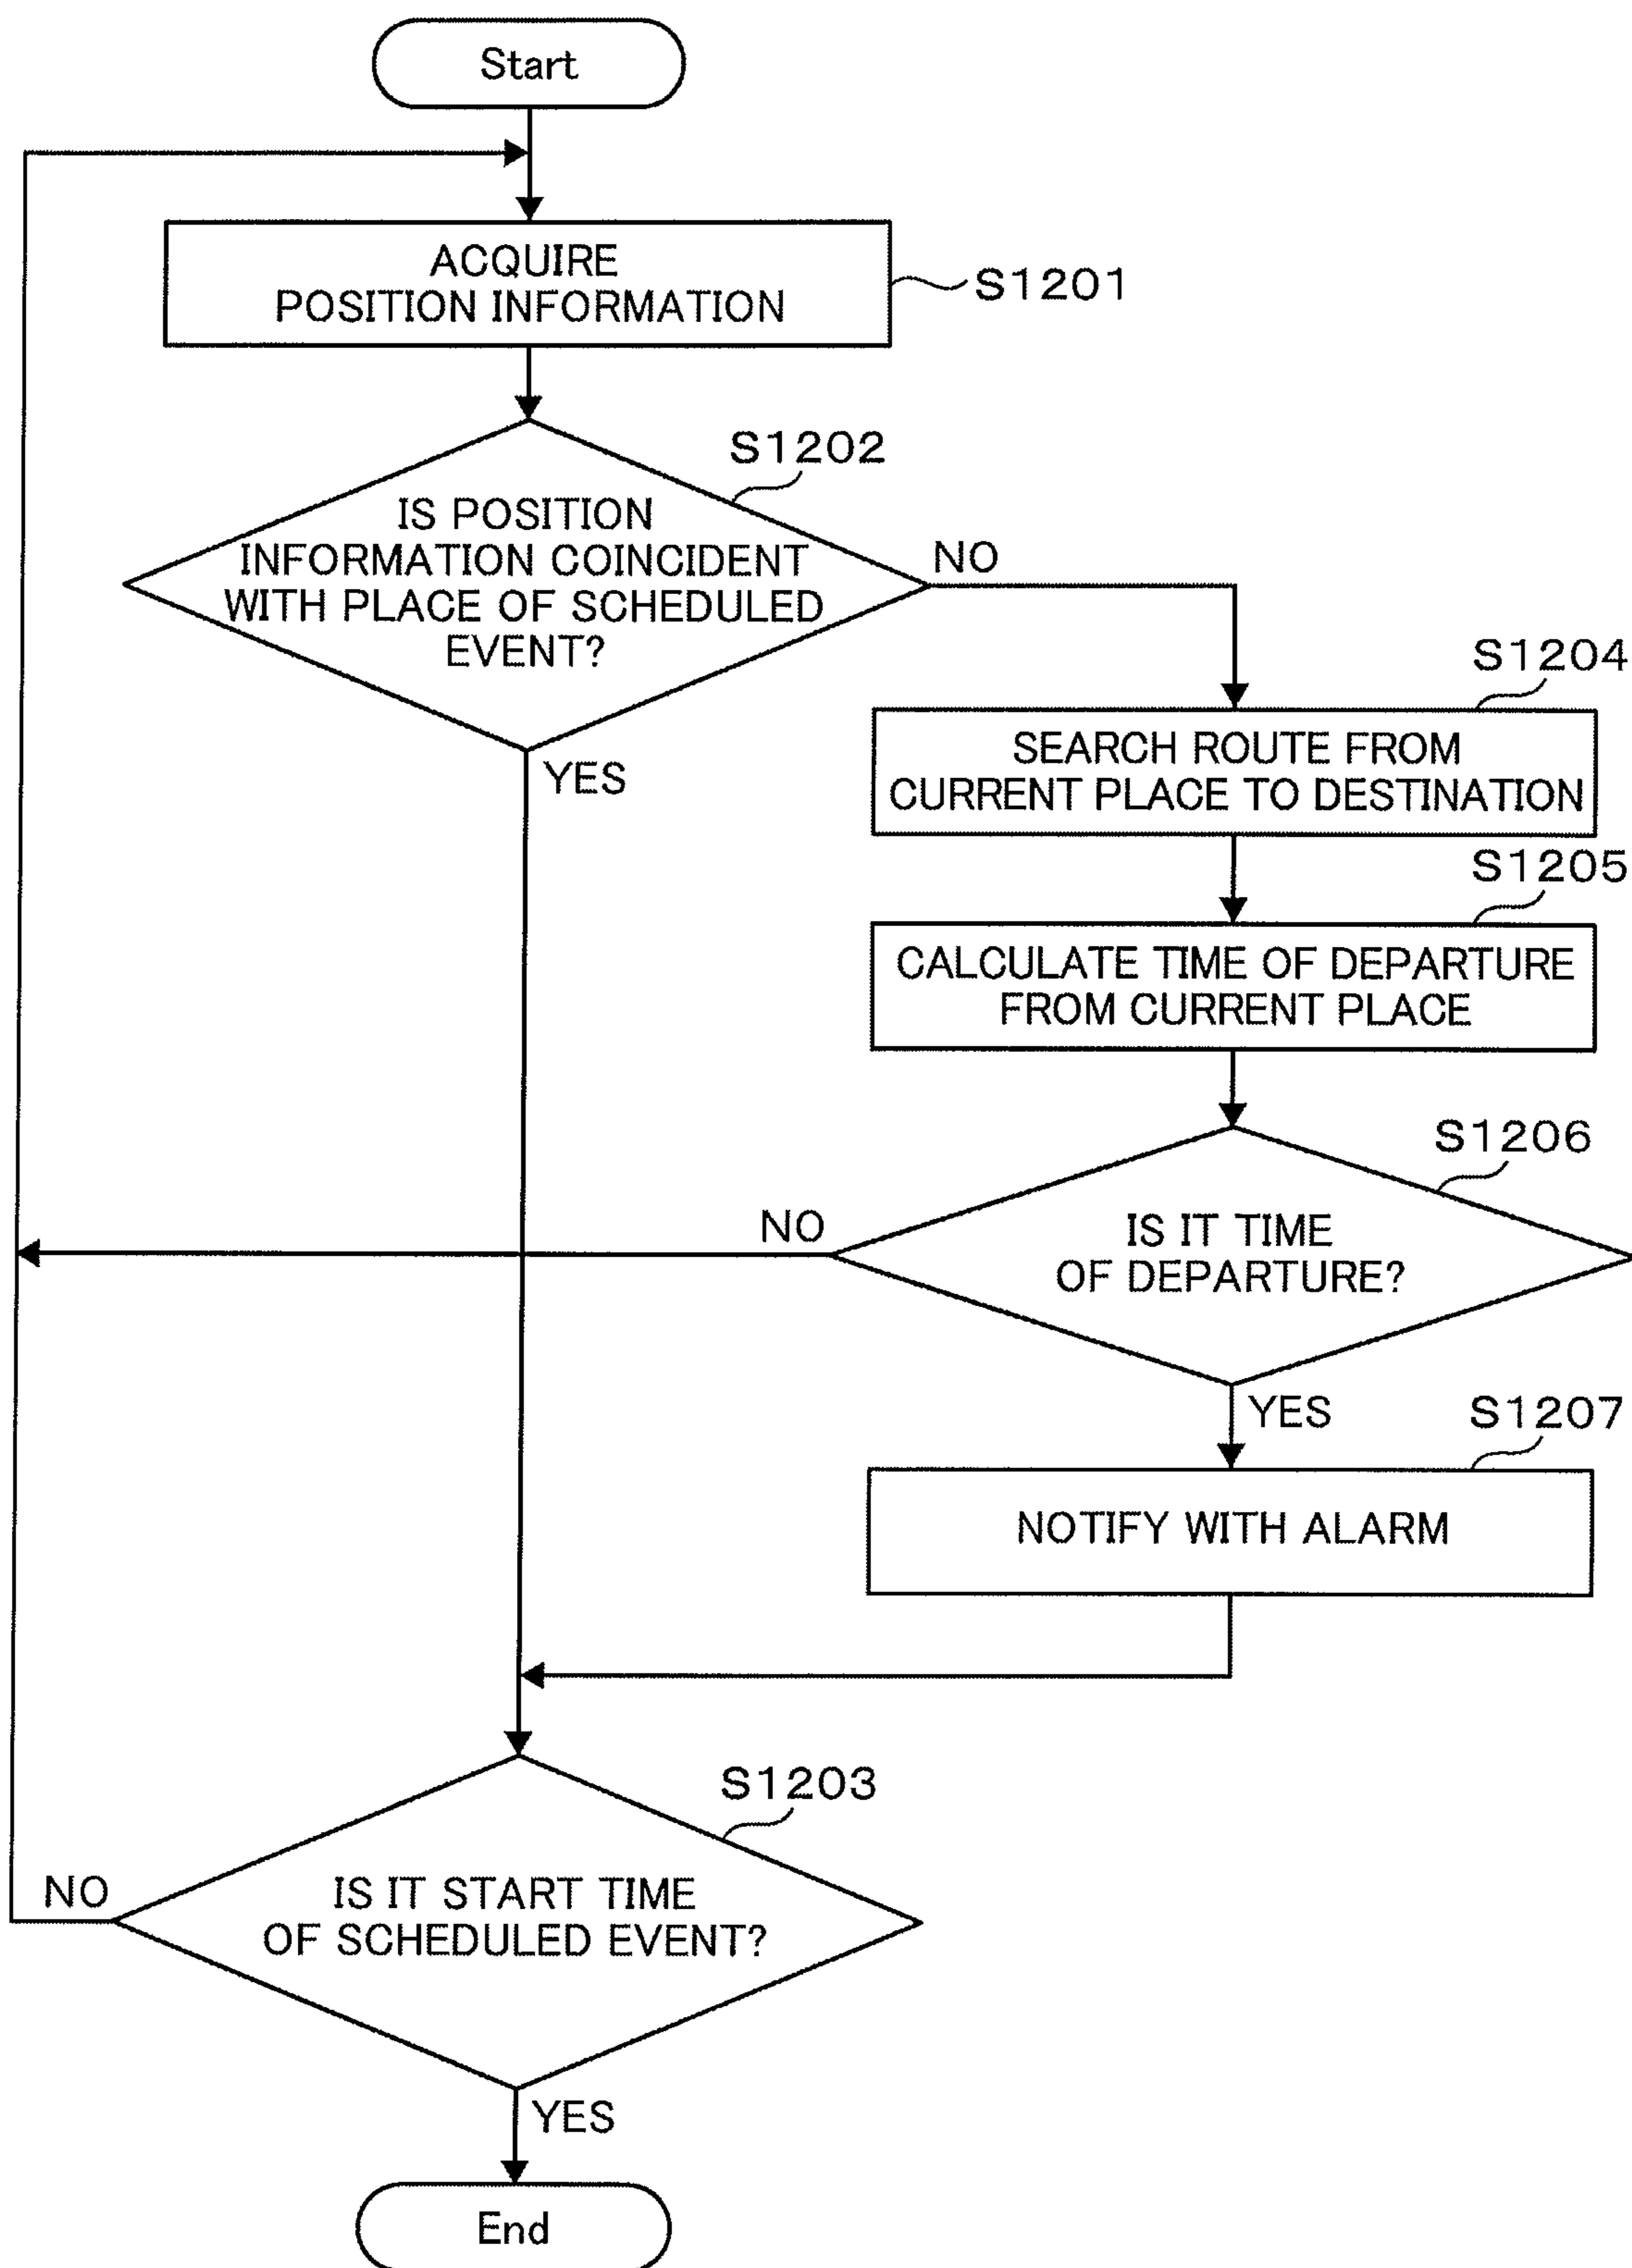 Start
ACQUIRE
POSITION INFORMATION
S1201
S1202
IS POSITION
INFORMATION COINCIDENT
WITH PLACE OF SCHEDULED
EVENT?
NO
YES
S1204
SEARCH ROUTE FROM
CURRENT PLACE TO DESTINATION
S1205
CALCULATE TIME OF DEPARTURE
FROM CURRENT PLACE
S1206
IS IT TIME
OF DEPARTURE?
NO
YES
S1207
NOTIFY WITH ALARM
S1203
IS IT START TIME
OF SCHEDULED EVENT?
NO
YES
End